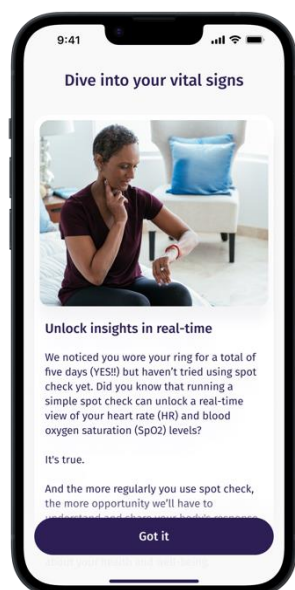 9:41
Dive into your vital signs
Unlock insights in real-time
We noticed you wore your ring for a total of
five days (YES!!) but haven't tried using spot
check yet. Did you know that running a
simple spot check can unlock a real-time
view of your heart rate (HR) and blood
oxygen saturation (SpO2) levels?
It's true.
And the more regularly you use spot check,
the more opportunity we'll have to
understand and share your body's response
Got it